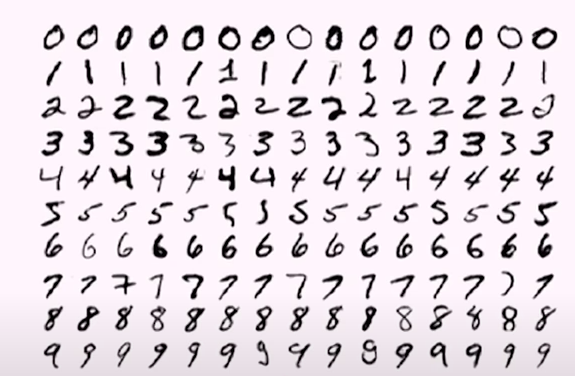 0 0 0 0 0 0 0 0 0 0 0 0 0 0 0
1 1 1 1 1 1 1 1 1 1 1 1 1 1 1
2 2 2 2 2 2 2 2 2 2 2 2 2 2 2
3 3 3 3 3 3 3 3 3 3 3 3 3 3 3
4 4 4 4 4 4 4 4 4 4 4 4 4 4 4
5 5 5 5 5 5 5 5 5 5 5 5 5 5 5
6 6 6 6 6 6 6 6 6 6 6 6 6 6 6
7 7 7 7 7 7 7 7 7 7 7 7 7 7 7
8 8 8 8 8 8 8 8 8 8 8 8 8 8 8
9 9 9 9 9 9 9 9 9 9 9 9 9 9 9